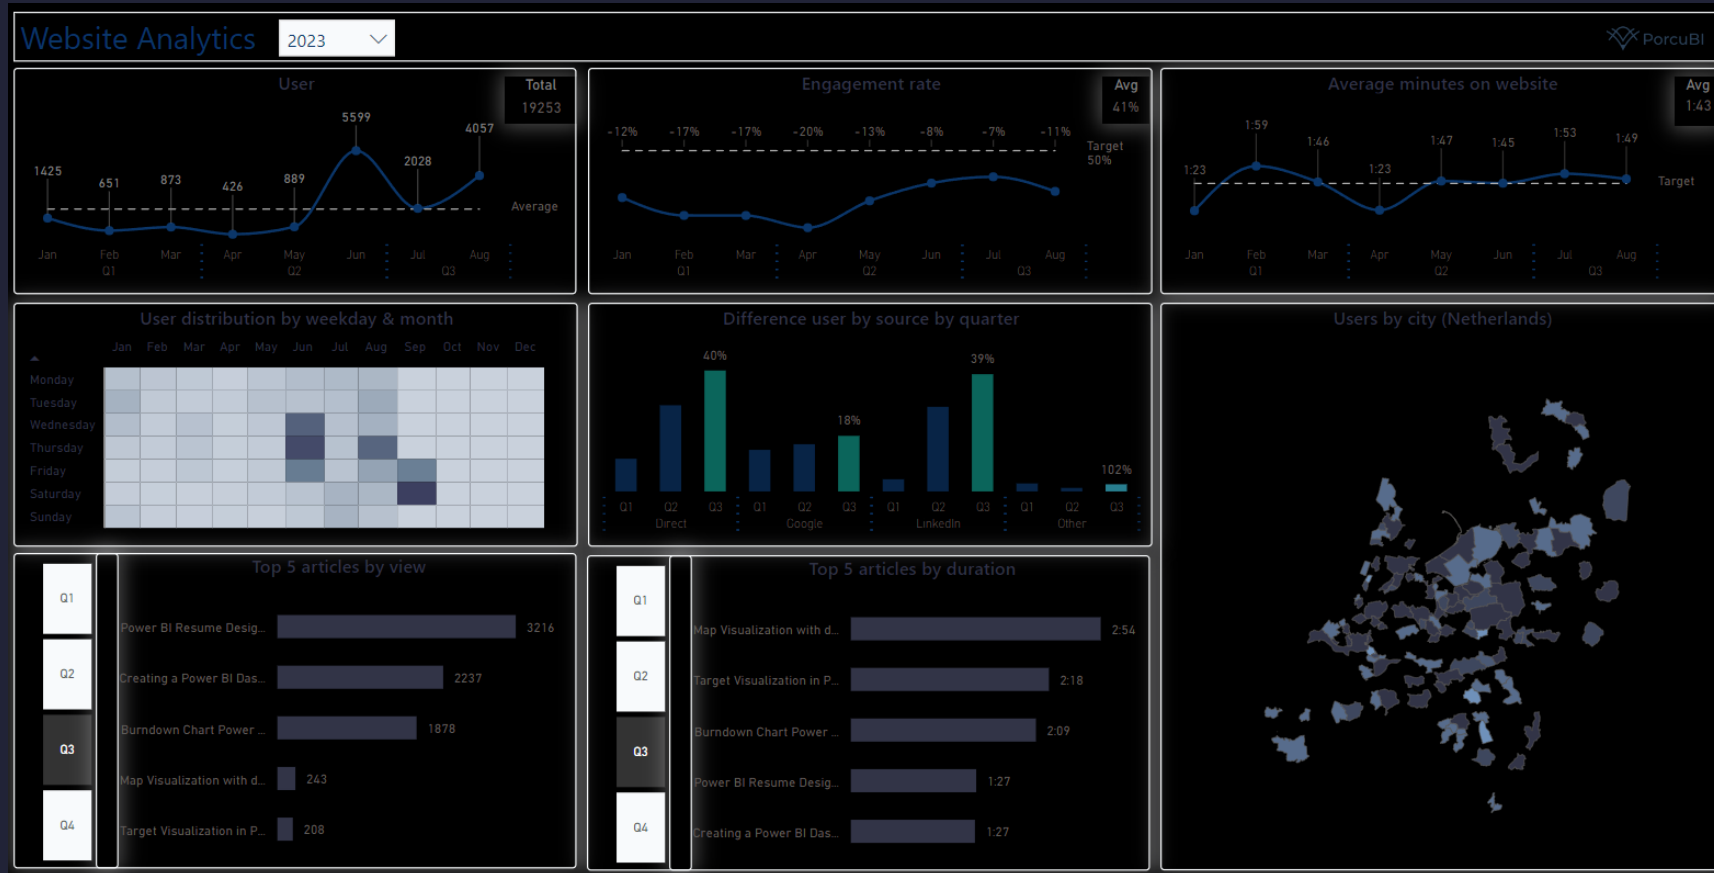 Website Analytics
2023
PorcuBI
User
Total
19253
5599
4057
2028
1425
651
873
426
889
Average
Jan Feb Mar Apr May Jun Jul Aug
Q1 Q2 Q3
Engagement rate
Avg
41%
-12% -17% -17% -20% -13% -8% -7% -11%
Target
50%
Jan Feb Mar Apr May Jun Jul Aug
Q1 Q2 Q3
Average minutes on website
Avg
1:43
1:23 1:59 1:46 1:23 1:47 1:45 1:53 1:49
Target
Jan Feb Mar Apr May Jun Jul Aug
Q1 Q2 Q3
User distribution by weekday & month
Jan Feb Mar Apr May Jun Jul Aug Sep Oct Nov Dec
Monday
Tuesday
Wednesday
Thursday
Friday
Saturday
Sunday
Difference user by source by quarter
40%
18%
39%
102%
Q1 Q2 Q3 Q1 Q2 Q3 Q1 Q2 Q3 Q1 Q2 Q3
Direct Google LinkedIn Other
Users by city (Netherlands)
Top 5 articles by view
Q1
Q2
Q3
Q4
Power BI Resume Desig... 3216
Creating a Power BI Das... 2237
Burndown Chart Power ... 1878
Map Visualization with d... 243
Target Visualization in P... 208
Top 5 articles by duration
Q1
Q2
Q3
Q4
Map Visualization with d... 2:54
Target Visualization in P... 2:18
Burndown Chart Power ... 2:09
Power BI Resume Desig... 1:27
Creating a Power BI Das... 1:27